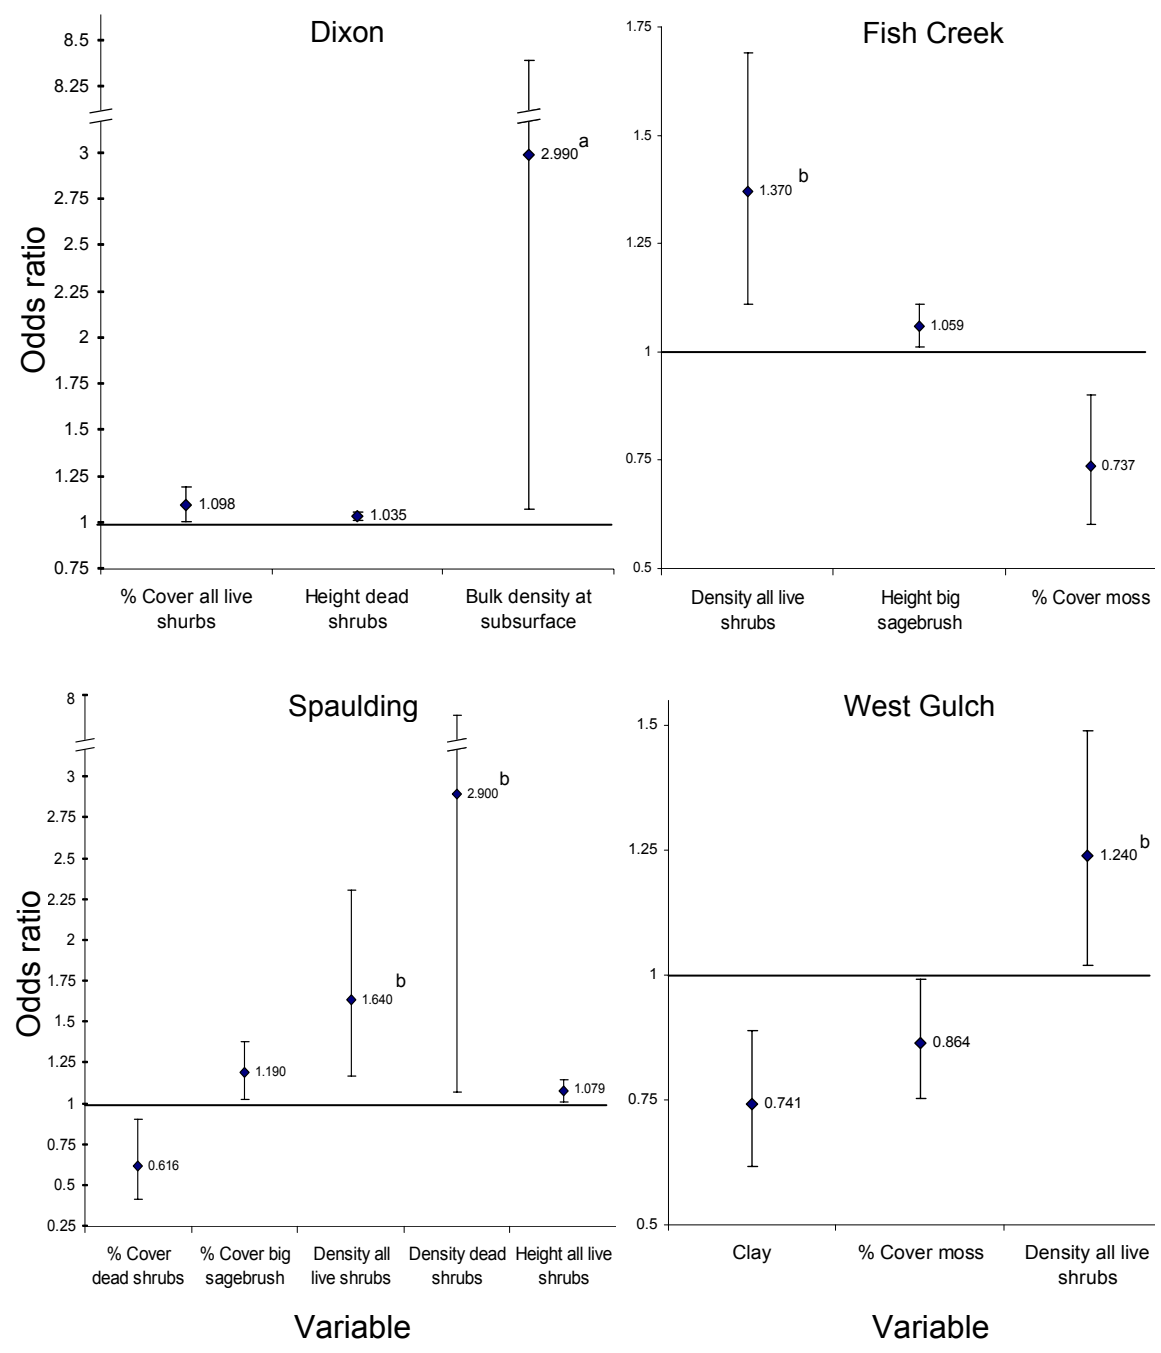 Dixon
Odds ratio
8.5
8.25
3
2.75
2.5
2.25
2
1.75
1.5
1.25
1
0.75
1.098
1.035
2.990 a
% Cover all live
shurbs
Height dead
shrubs
Bulk density at
subsurface
Fish Creek
1.75
1.5
1.25
1
0.75
0.5
1.370 b
1.059
0.737
Density all live
shrubs
Height big
sagebrush
% Cover moss
Spaulding
Odds ratio
8
3
2.75
2.5
2.25
2
1.75
1.5
1.25
1
0.75
0.5
0.25
0.616
1.190
1.640 b
2.900 b
1.079
% Cover
dead shrubs
% Cover big
sagebrush
Density all
live shrubs
Density dead
shrubs
Height all live
shrubs
Variable
West Gulch
1.5
1.25
1
0.75
0.5
0.741
0.864
1.240 b
Clay
% Cover moss
Density all live
shrubs
Variable